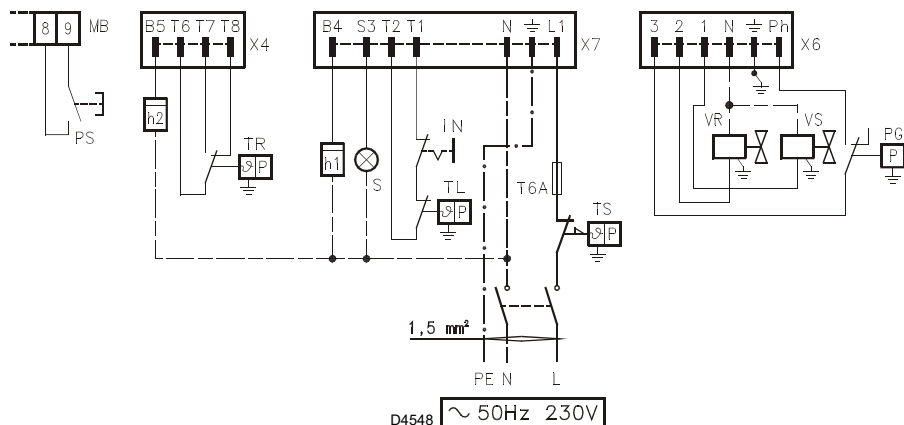 8 9 MB
B5 T6 T7 T8 X4
B4 S3 T2 T1 N L1 X7
3 2 1 N Ph X6
PS
h2
TR
ϑ P
h1
S
IN
TL
ϑ P
T6A
TS
ϑ P
VR
VS
PG
P
1,5 mm²
PE N L
D4548
~ 50Hz 230V